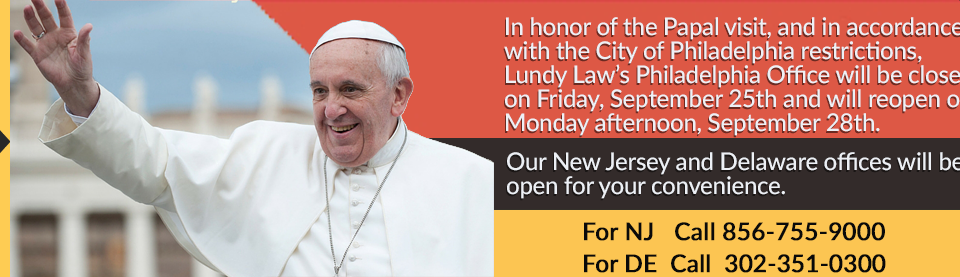 In honor of the Papal visit, and in accordance
with the City of Philadelphia restrictions,
Lundy Law's Philadelphia Office will be close
on Friday, September 25th and will reopen o
Monday afternoon, September 28th.
Our New Jersey and Delaware offices will be
open for your convenience.
For NJ Call 856-755-9000
For DE Call 302-351-0300